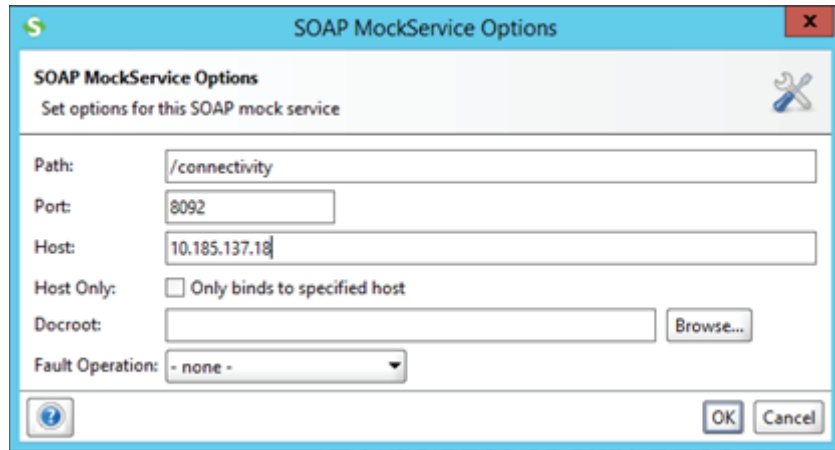 SOAP MockService Options
x
SOAP MockService Options
Set options for this SOAP mock service
Path: /connectivity
Port: 8092
Host: 10.185.137.18
Host Only: Only binds to specified host
Docroot: Browse...
Fault Operation: - none -
? OK Cancel